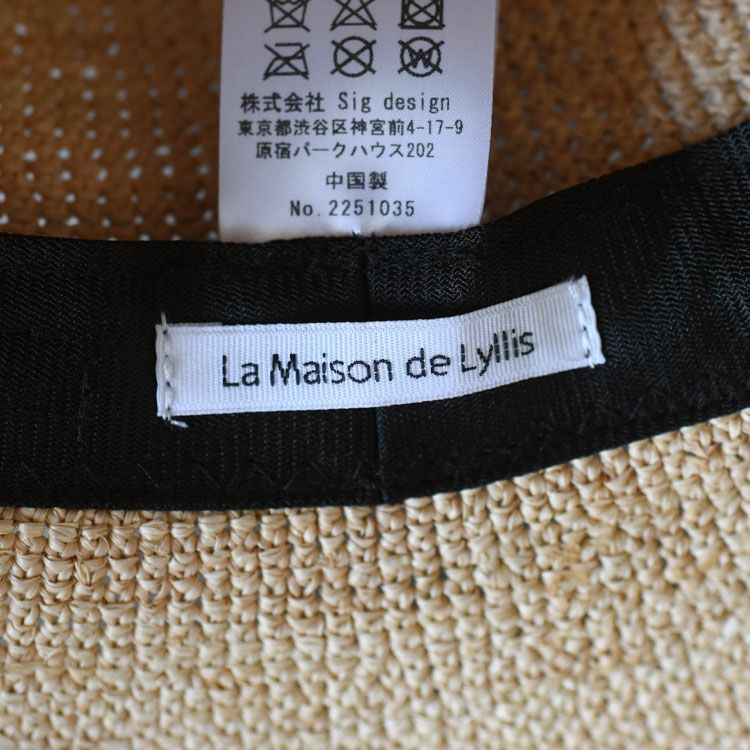 株式会社 Sig design
東京都渋谷区神宮前4-17-9
原宿パークハウス202
中国製
No. 2251035
La Maison de Lyllis